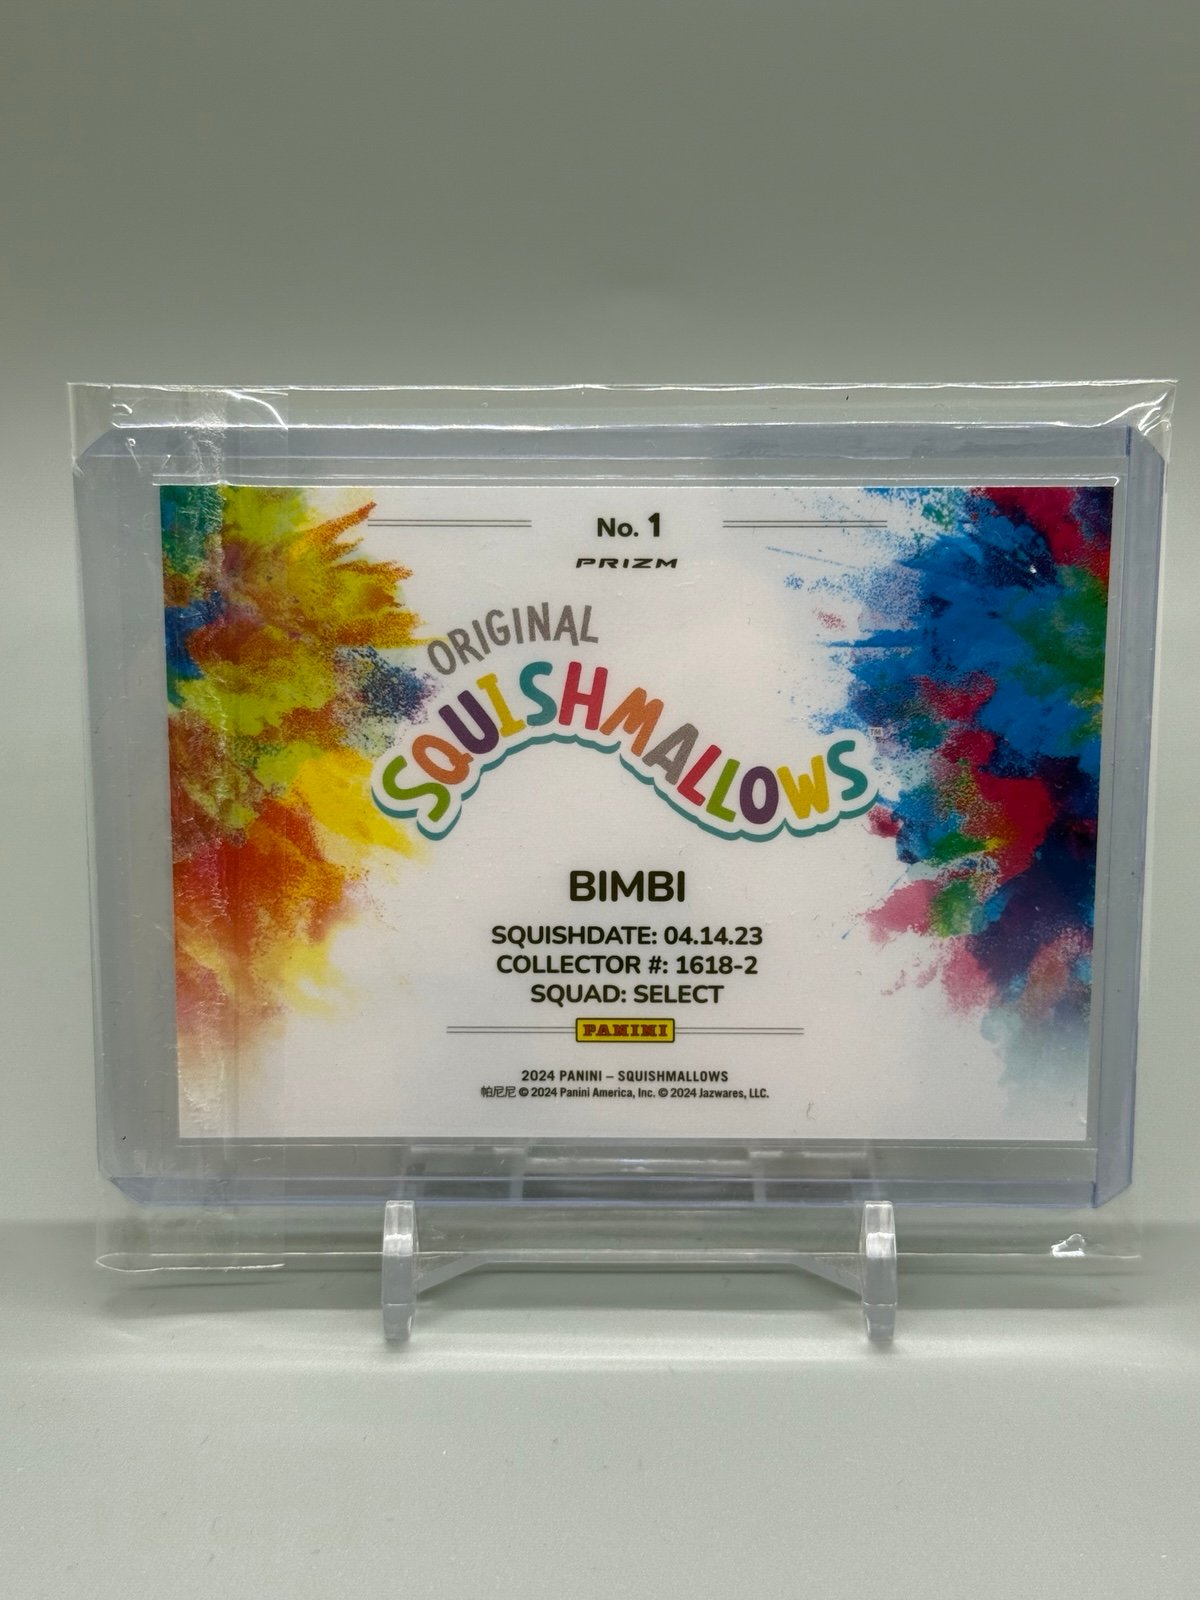 No. 1
PRIZM
ORIGINAL
SQUISHMALLOWS™
BIMBI
SQUISHDATE: 04.14.23
COLLECTOR #: 1618-2
SQUAD: SELECT
PANINI
2024 PANINI – SQUISHMALLOWS
帕尼尼 © 2024 Panini America, Inc. © 2024 Jazwares, LLC.